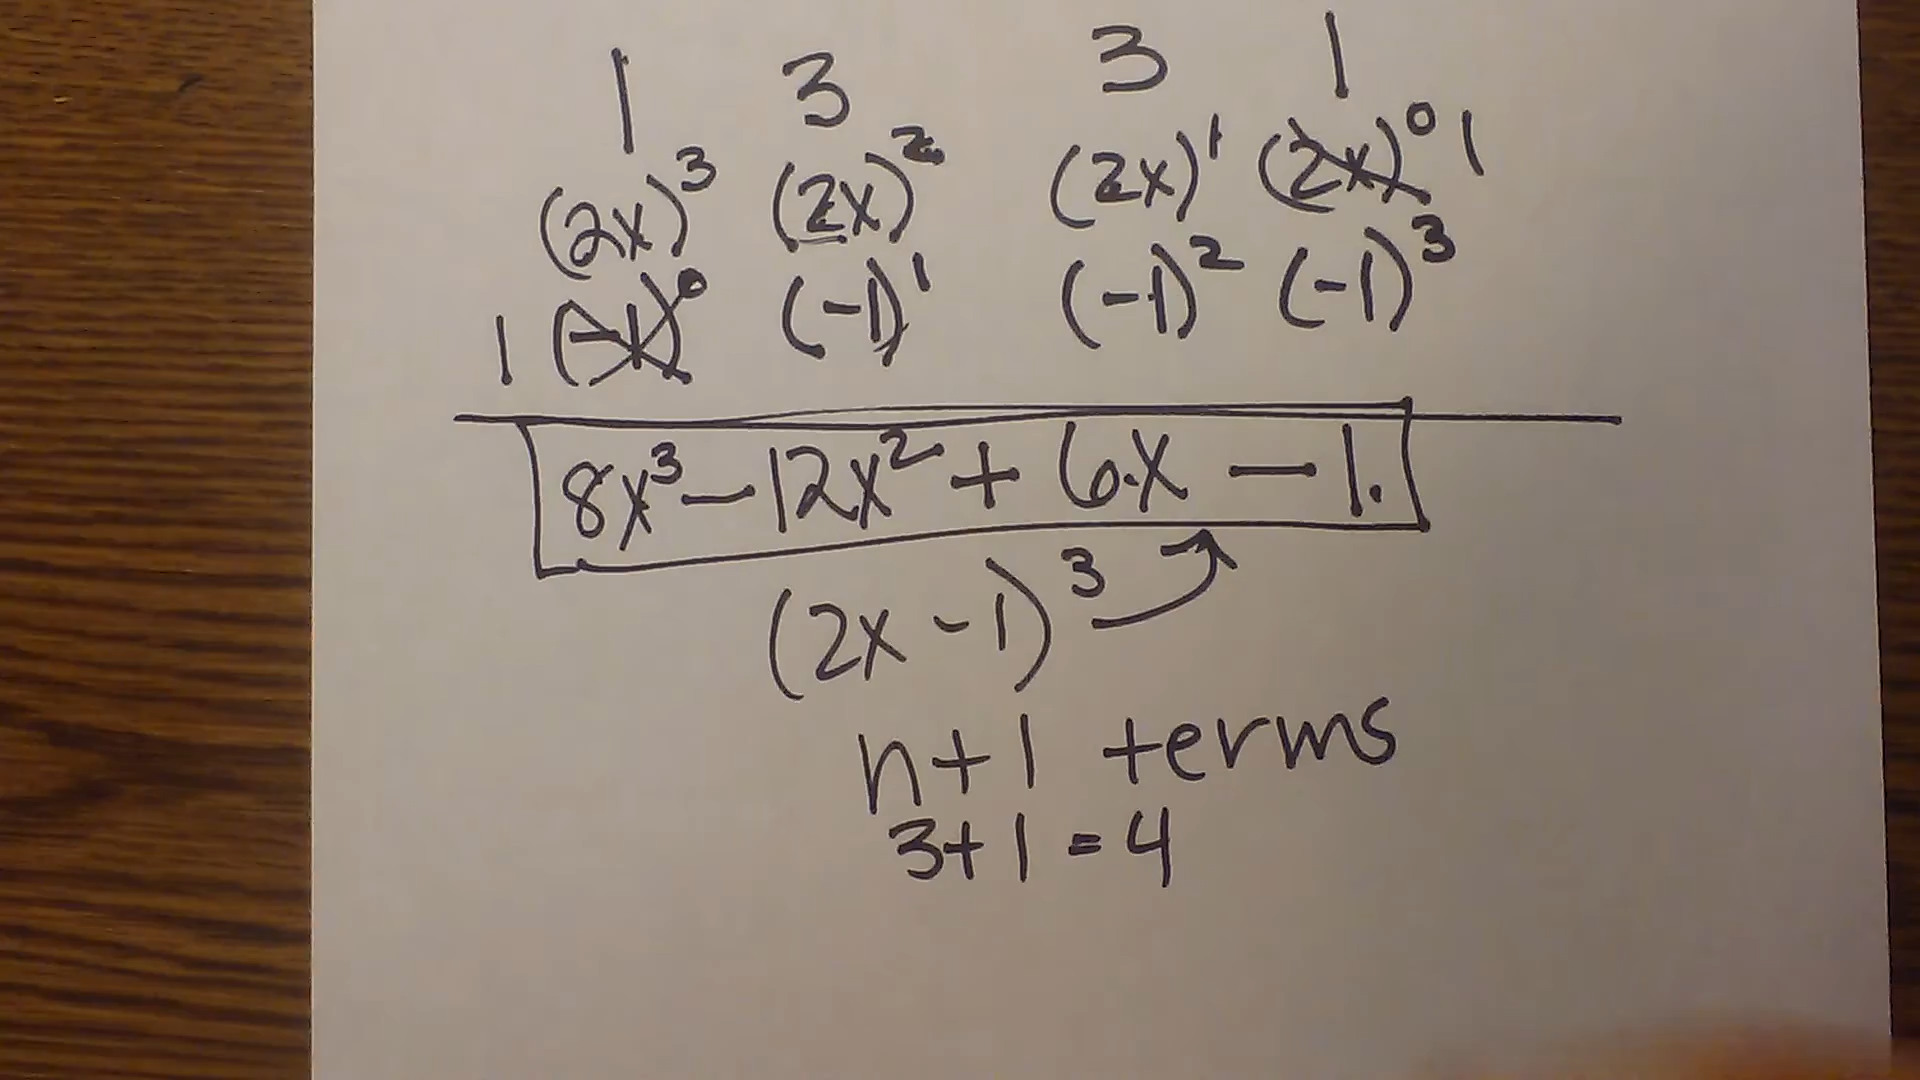 1 3 3 1
(2x)³ (2x)² (2x)¹ (2x)⁰ 1
1 (-1)⁰ (-1)¹ (-1)² (-1)³
8x³ - 12x² + 6x - 1.
(2x - 1)³
n+1 terms
3+1 = 4